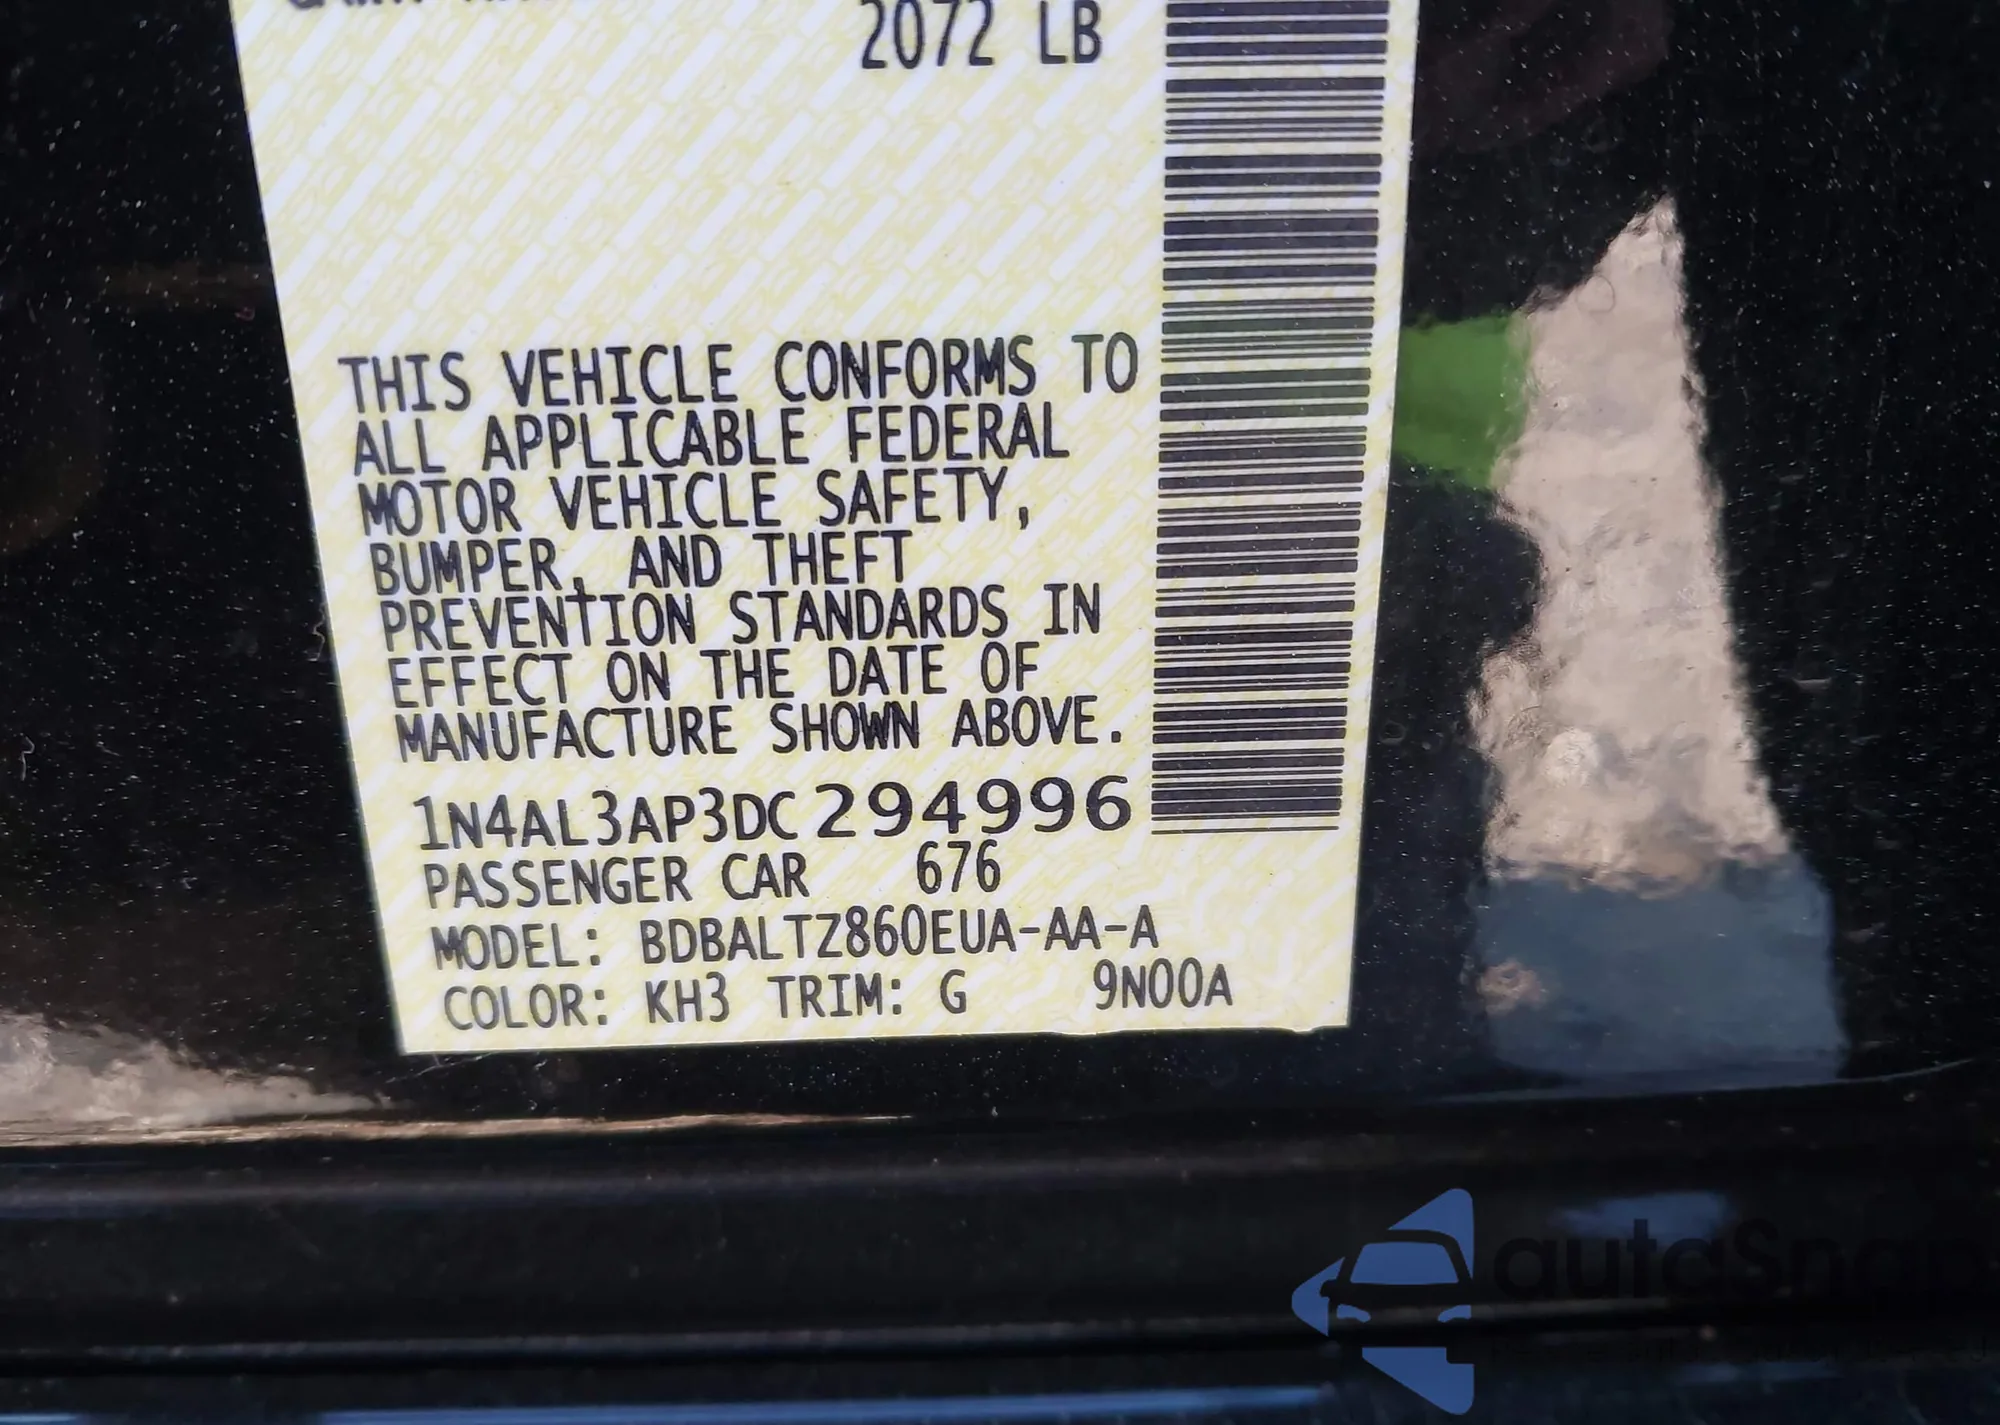 2072 LB
THIS VEHICLE CONFORMS TO
ALL APPLICABLE FEDERAL
MOTOR VEHICLE SAFETY,
BUMPER, AND THEFT
PREVENTION STANDARDS IN
EFFECT ON THE DATE OF
MANUFACTURE SHOWN ABOVE.
1N4AL3AP3DC294996
PASSENGER CAR 676
MODEL: BDBALTZ860EUA-AA-A
COLOR: KH3 TRIM: G 9N00A
autoSnap